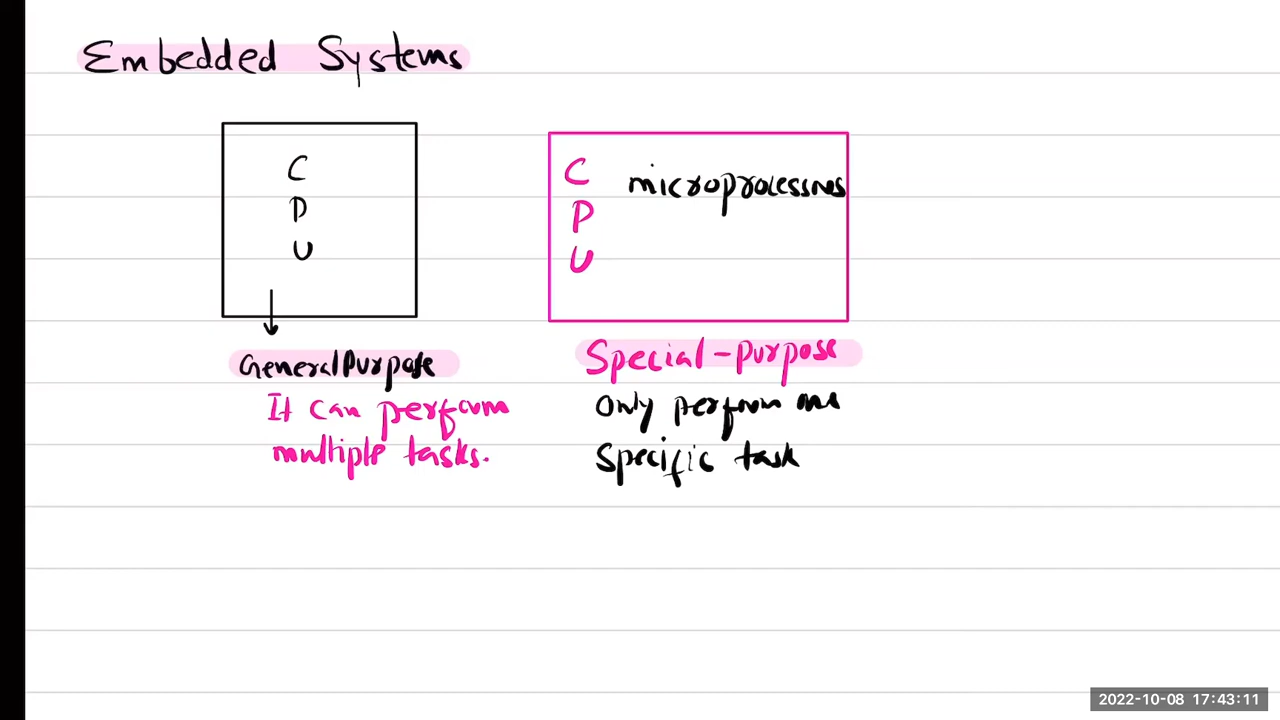 Embedded Systems
C
P
U
General Purpose
It can perform
multiple tasks.
C
P
U
microprocessors
Special-purpose
Only perform one
specific task
2022-10-08 17:43:11